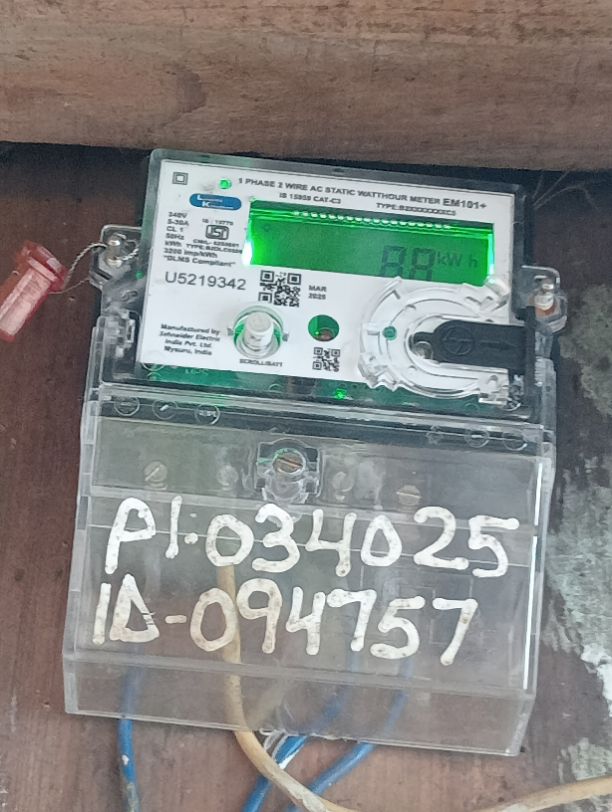 1 PHASE 2 WIRE AC STATIC WATTHOUR METER EM101+
IS 15959 CAT-C3
240V
5-30A
CL 1
50Hz
kWh
3200 imp/kWh
"DLMS Compliant"
88 kWh
U5219342
MAR
2025
Manufactured by
Schneider Electric
India Pvt. Ltd.
Mysuru, India
SCROLL/BATT
P1.034025
ID-094757